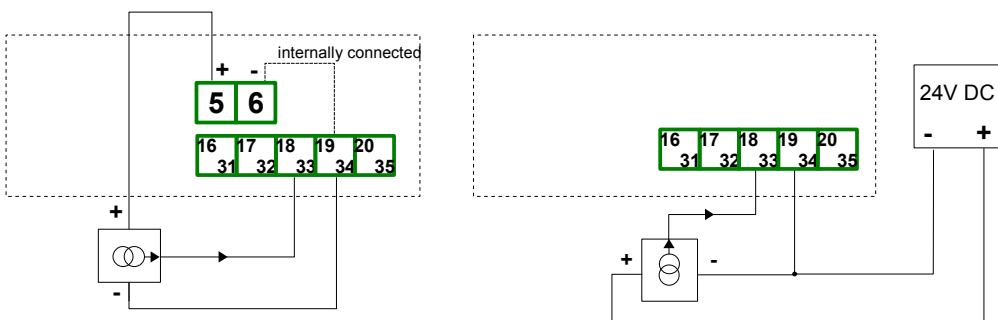 internally connected
+ -
5 6
16 17 18 19 20
31 32 33 34 35
+
-
24V DC
- +
16 17 18 19 20
31 32 33 34 35
+ -